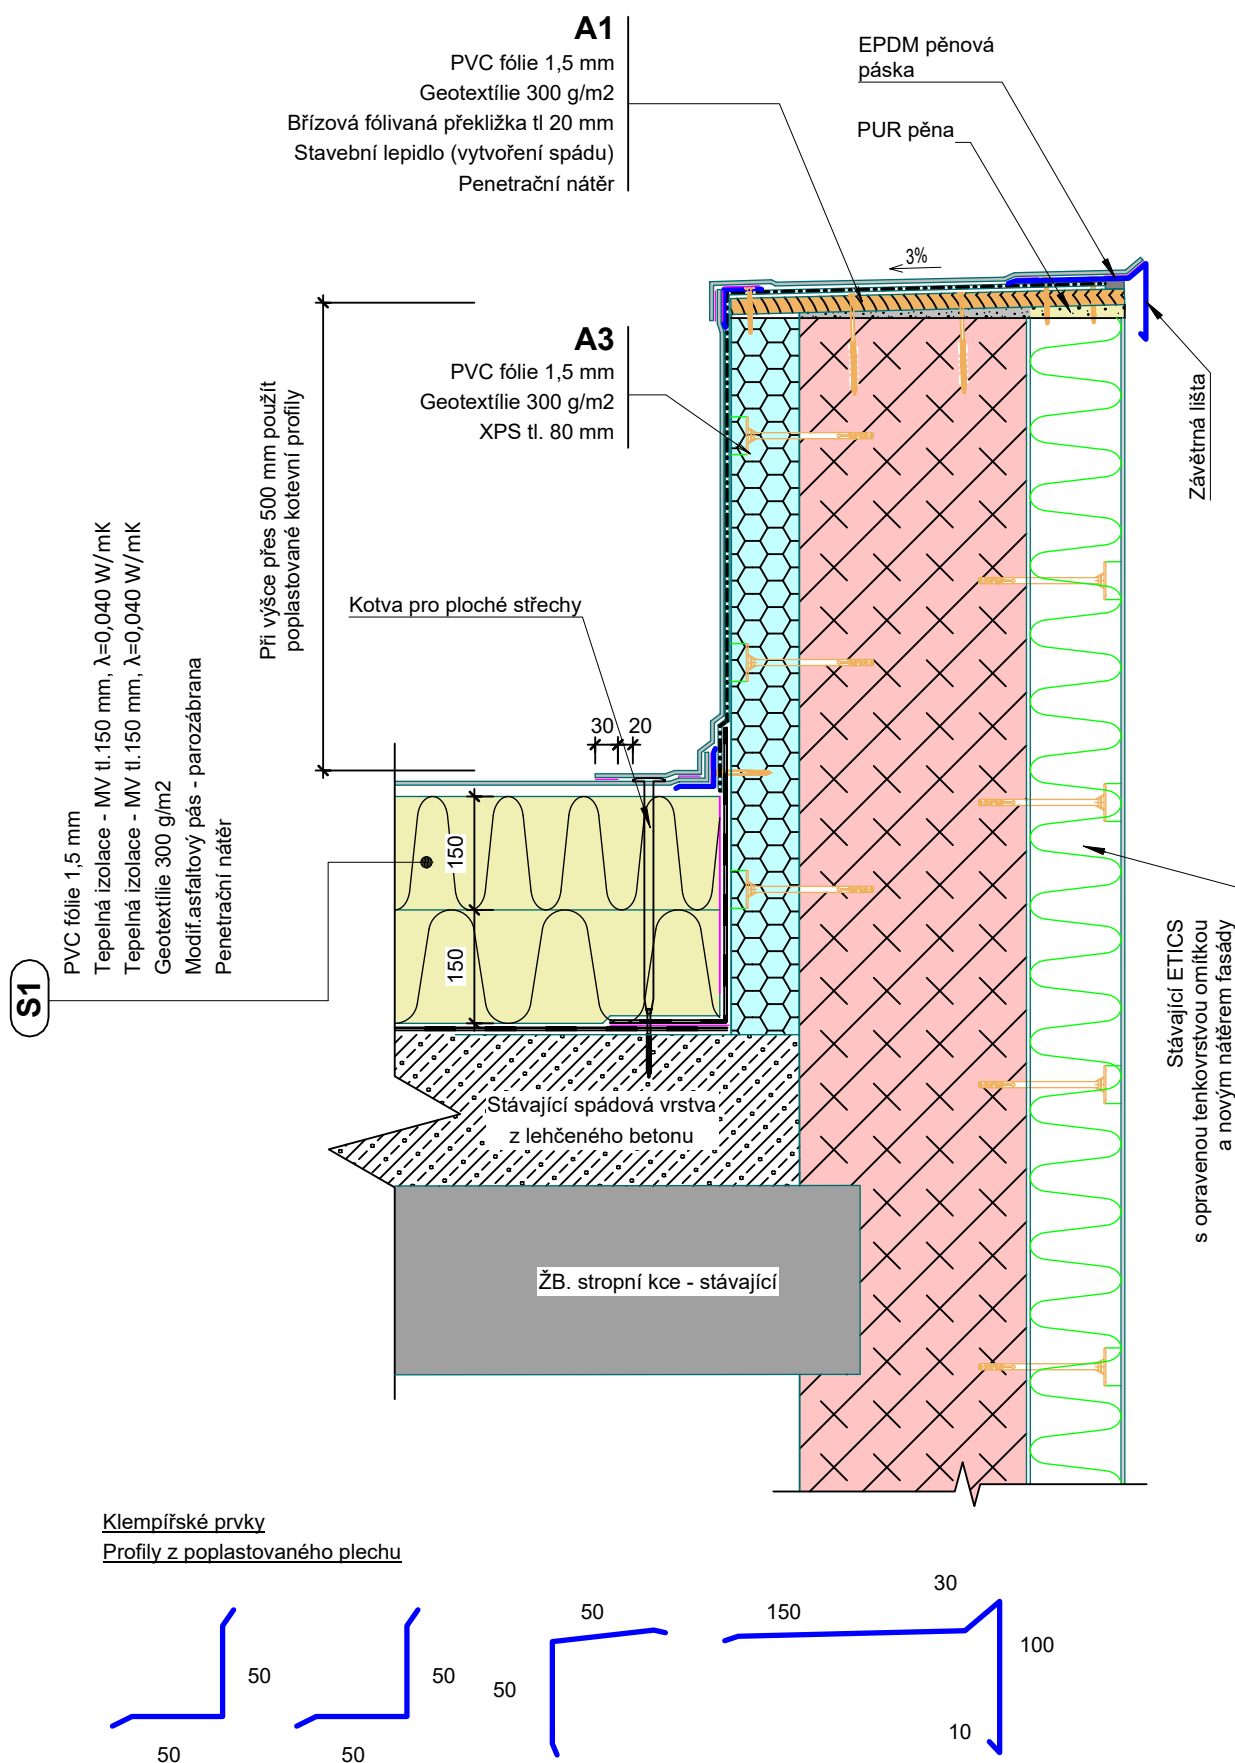 A1
PVC fólie 1,5 mm
Geotextílie 300 g/m2
Břízová fólivaná překližka tl 20 mm
Stavební lepidlo (vytvoření spádu)
Penetrační nátěr
EPDM pěnová
páska
PUR pěna
3%
A3
PVC fólie 1,5 mm
Geotextílie 300 g/m2
XPS tl. 80 mm
Závětrná lišta
Při výšce přes 500 mm použít
poplastované kotevní profily
Kotva pro ploché střechy
30
20
S1
PVC fólie 1,5 mm
Tepelná izolace - MV tl.150 mm, λ=0,040 W/mK
Tepelná izolace - MV tl.150 mm, λ=0,040 W/mK
Geotextílie 300 g/m2
Modif.asfaltový pás - parozábrana
Penetrační nátěr
150
150
Stávající ETICS
s opravenou tenkovrstvou omítkou
a novým nátěrem fasády
Stávající spádová vrstva
z lehčeného betonu
ŽB. stropní kce - stávající
Klempířské prvky
Profily z poplastovaného plechu
50
50
50
50
50
50
150
30
100
10